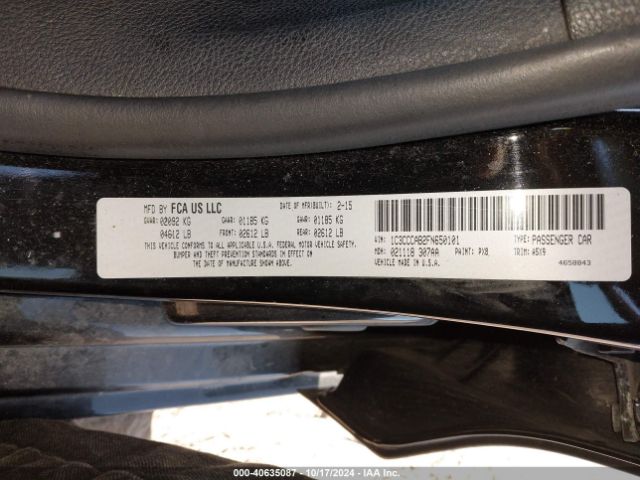 MFD BY FCA US LLC DATE OF MFR(BUILT): 2-15
GVWR: 02092 KG GAWR: 01185 KG GAWR: 01185 KG
04612 LB FRONT: 02612 LB REAR: 02612 LB
THIS VEHICLE CONFORMS TO ALL APPLICABLE U.S.A. FEDERAL MOTOR VEHICLE SAFETY,
BUMPER AND THEFT PREVENTION STANDARDS IN EFFECT ON
THE DATE OF MANUFACTURE SHOWN ABOVE.
VIN: 1C3CCCAB2FN650101 TYPE: PASSENGER CAR
MDH: 021118 307AA PAINT: PX8 TRIM: A5X9
VEHICLE MADE IN U.S.A. 4658843
000-40635087 - 10/17/2024 - IAA Inc.